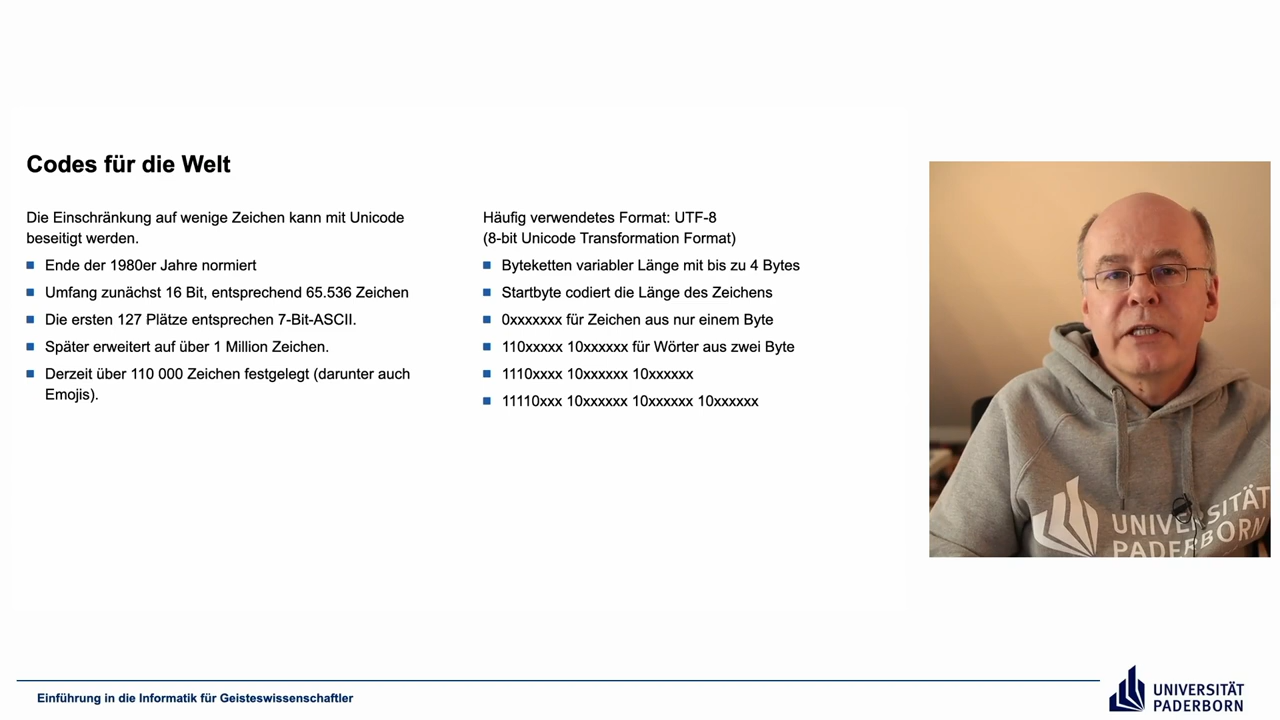 Codes für die Welt
Die Einschränkung auf wenige Zeichen kann mit Unicode
beseitigt werden.
Ende der 1980er Jahre normiert
Umfang zunächst 16 Bit, entsprechend 65.536 Zeichen
Die ersten 127 Plätze entsprechen 7-Bit-ASCII.
Später erweitert auf über 1 Million Zeichen.
Derzeit über 110 000 Zeichen festgelegt (darunter auch
Emojis).
Häufig verwendetes Format: UTF-8
(8-bit Unicode Transformation Format)
Byteketten variabler Länge mit bis zu 4 Bytes
Startbyte codiert die Länge des Zeichens
0xxxxxxx für Zeichen aus nur einem Byte
110xxxxx 10xxxxxx für Wörter aus zwei Byte
1110xxxx 10xxxxxx 10xxxxxx
11110xxx 10xxxxxx 10xxxxxx 10xxxxxx
UNIVERSITÄT
PADERBORN
Einführung in die Informatik für Geisteswissenschaftler
UNIVERSITÄT
PADERBORN